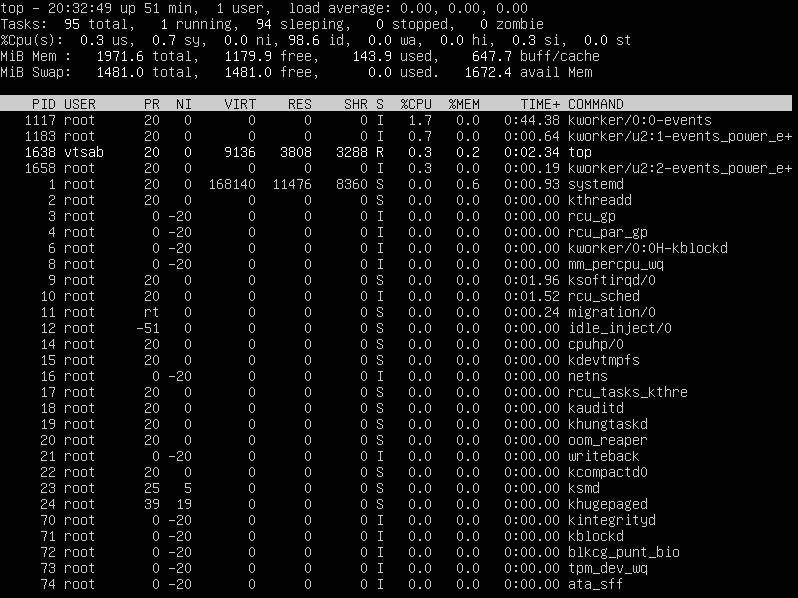 top - 20:32:49 up 51 min,  1 user,  load average: 0.00, 0.00, 0.00
Tasks:  95 total,   1 running,  94 sleeping,   0 stopped,   0 zombie
%Cpu(s):  0.3 us,  0.7 sy,  0.0 ni, 98.6 id,  0.0 wa,  0.0 hi,  0.3 si,  0.0 st
MiB Mem :   1971.6 total,   1179.9 free,    143.9 used,    647.7 buff/cache
MiB Swap:   1481.0 total,   1481.0 free,      0.0 used.   1672.4 avail Mem
PID USER      PR  NI    VIRT    RES    SHR S  %CPU  %MEM     TIME+ COMMAND
1117 root      20   0       0      0      0 I   1.7   0.0   0:44.38 kworker/0:0-events
1183 root      20   0       0      0      0 I   0.7   0.0   0:00.64 kworker/u2:1-events_power_e+
1638 vtsab     20   0    9136   3808   3288 R   0.3   0.2   0:02.34 top
1658 root      20   0       0      0      0 I   0.3   0.0   0:00.19 kworker/u2:2-events_power_e+
1 root      20   0  168140  11476   8360 S   0.0   0.6   0:00.93 systemd
2 root      20   0       0      0      0 S   0.0   0.0   0:00.00 kthreadd
3 root       0 -20       0      0      0 I   0.0   0.0   0:00.00 rcu_gp
4 root       0 -20       0      0      0 I   0.0   0.0   0:00.00 rcu_par_gp
6 root       0 -20       0      0      0 I   0.0   0.0   0:00.00 kworker/0:0H-kblockd
8 root       0 -20       0      0      0 I   0.0   0.0   0:00.00 mm_percpu_wq
9 root      20   0       0      0      0 S   0.0   0.0   0:01.96 ksoftirqd/0
10 root      20   0       0      0      0 I   0.0   0.0   0:01.52 rcu_sched
11 root      rt   0       0      0      0 S   0.0   0.0   0:00.24 migration/0
12 root     -51   0       0      0      0 S   0.0   0.0   0:00.00 idle_inject/0
14 root      20   0       0      0      0 S   0.0   0.0   0:00.00 cpuhp/0
15 root      20   0       0      0      0 S   0.0   0.0   0:00.00 kdevtmpfs
16 root       0 -20       0      0      0 I   0.0   0.0   0:00.00 netns
17 root      20   0       0      0      0 S   0.0   0.0   0:00.00 rcu_tasks_kthre
18 root      20   0       0      0      0 S   0.0   0.0   0:00.00 kauditd
19 root      20   0       0      0      0 S   0.0   0.0   0:00.00 khungtaskd
20 root      20   0       0      0      0 S   0.0   0.0   0:00.00 oom_reaper
21 root       0 -20       0      0      0 I   0.0   0.0   0:00.00 writeback
22 root      20   0       0      0      0 S   0.0   0.0   0:00.00 kcompactd0
23 root      25   5       0      0      0 S   0.0   0.0   0:00.00 ksmd
24 root      39  19       0      0      0 S   0.0   0.0   0:00.00 khugepaged
70 root       0 -20       0      0      0 I   0.0   0.0   0:00.00 kintegrityd
71 root       0 -20       0      0      0 I   0.0   0.0   0:00.00 kblockd
72 root       0 -20       0      0      0 I   0.0   0.0   0:00.00 blkcg_punt_bio
73 root       0 -20       0      0      0 I   0.0   0.0   0:00.00 tpm_dev_wq
74 root       0 -20       0      0      0 I   0.0   0.0   0:00.00 ata_sff